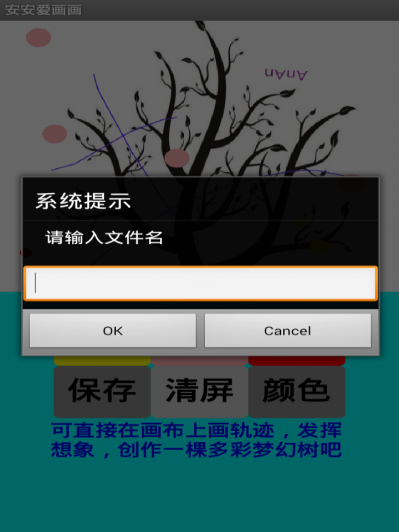 安安爱画画
AnAn
系统提示
请输入文件名
OK
Cancel
保存
清屏
颜色
可直接在画布上画轨迹，发挥
想象，创作一棵多彩梦幻树吧